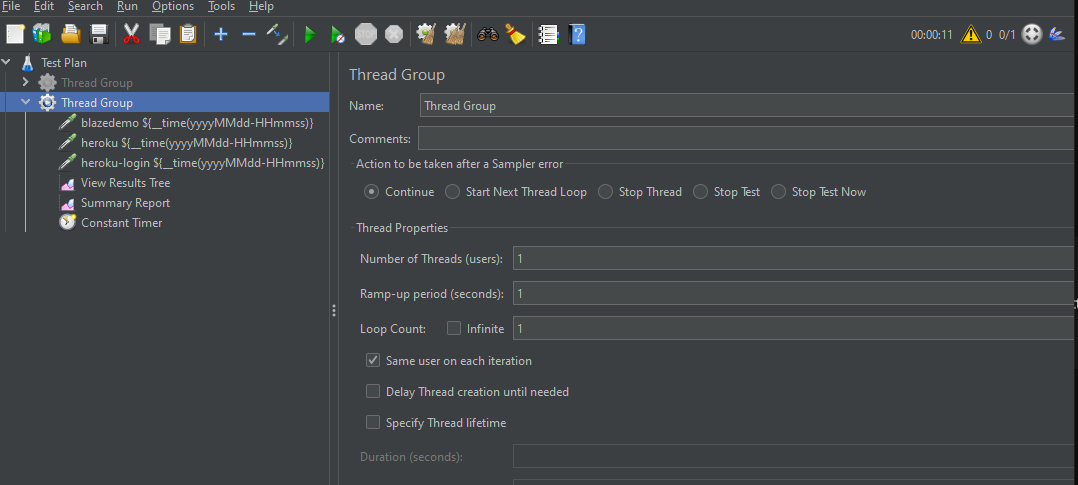 File Edit Search Run Options Tools Help
STOP
00:00:11 0 0/1
Test Plan
Thread Group
Thread Group
blazedemo ${__time(yyyyMMdd-HHmmss)}
heroku ${__time(yyyyMMdd-HHmmss)}
heroku-login ${__time(yyyyMMdd-HHmmss)}
View Results Tree
Summary Report
Constant Timer
Thread Group
Name: Thread Group
Comments:
Action to be taken after a Sampler error
Continue Start Next Thread Loop Stop Thread Stop Test Stop Test Now
Thread Properties
Number of Threads (users): 1
Ramp-up period (seconds): 1
Loop Count: Infinite 1
Same user on each iteration
Delay Thread creation until needed
Specify Thread lifetime
Duration (seconds):